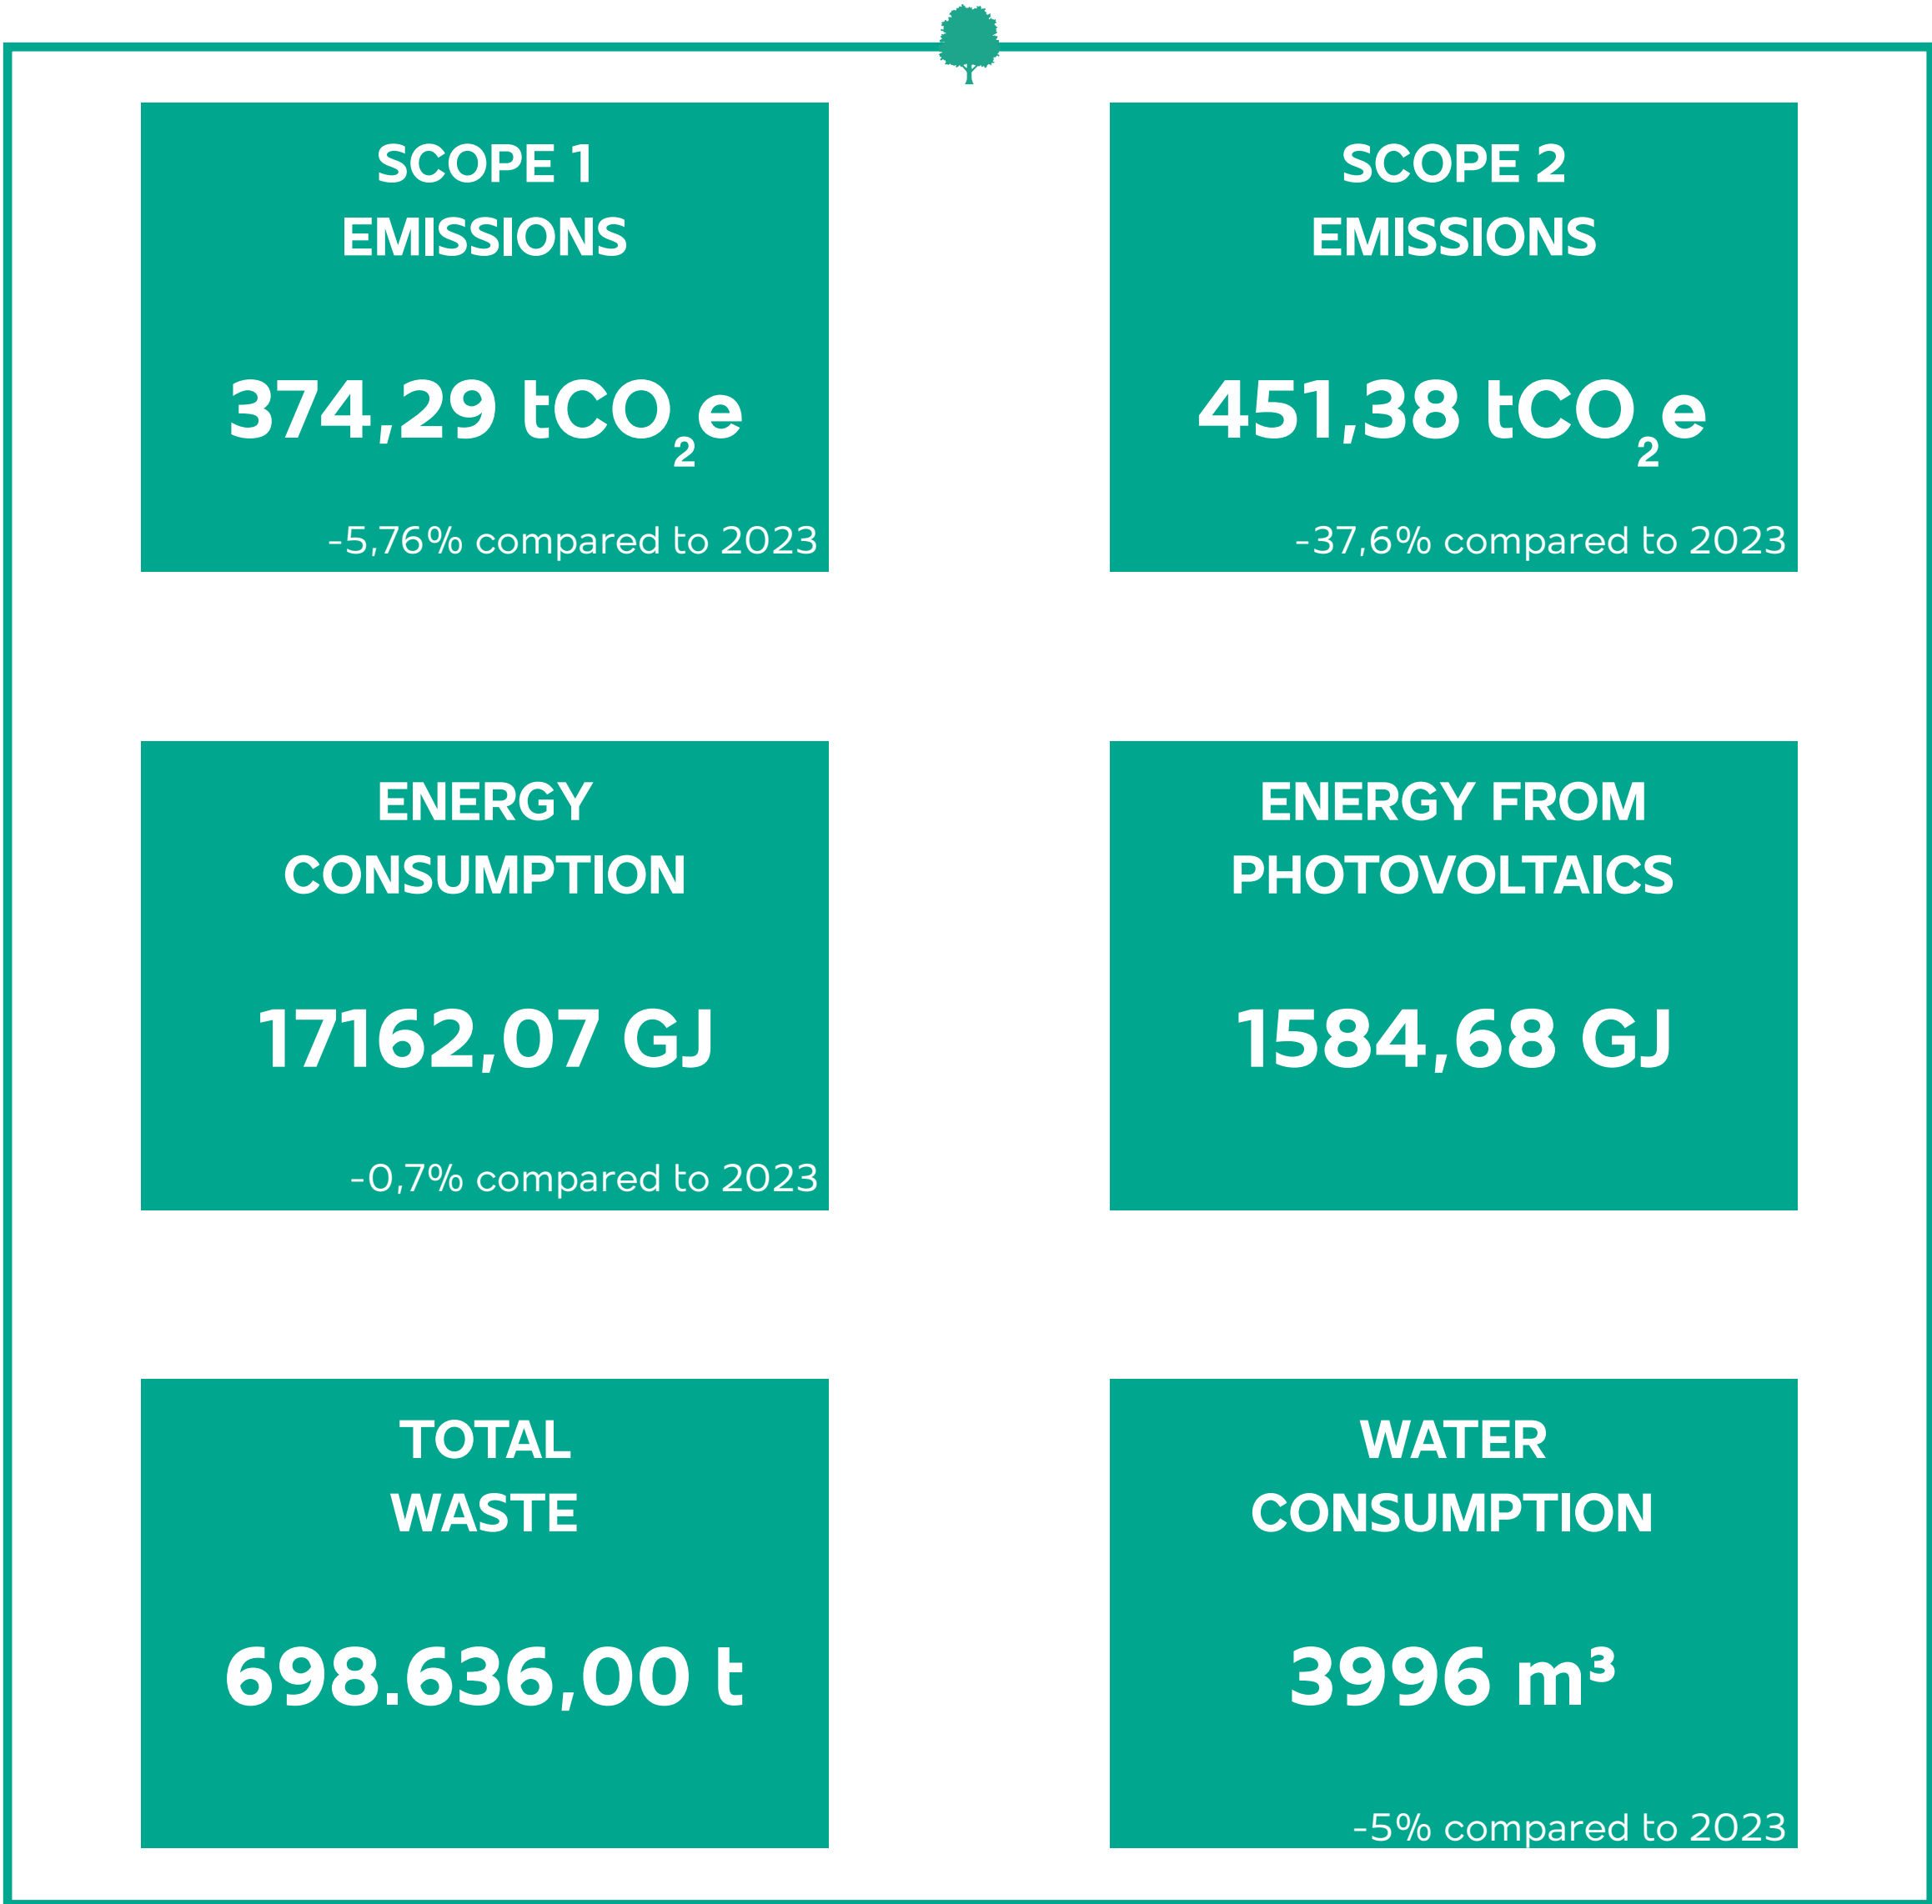 SCOPE 1
EMISSIONS
374,29 tCO₂e
-5,76% compared to 2023
SCOPE 2
EMISSIONS
451,38 tCO₂e
-37,6% compared to 2023
ENERGY
CONSUMPTION
17162,07 GJ
-0,7% compared to 2023
ENERGY FROM
PHOTOVOLTAICS
1584,68 GJ
TOTAL
WASTE
698.636,00 t
WATER
CONSUMPTION
3996 m³
-5% compared to 2023